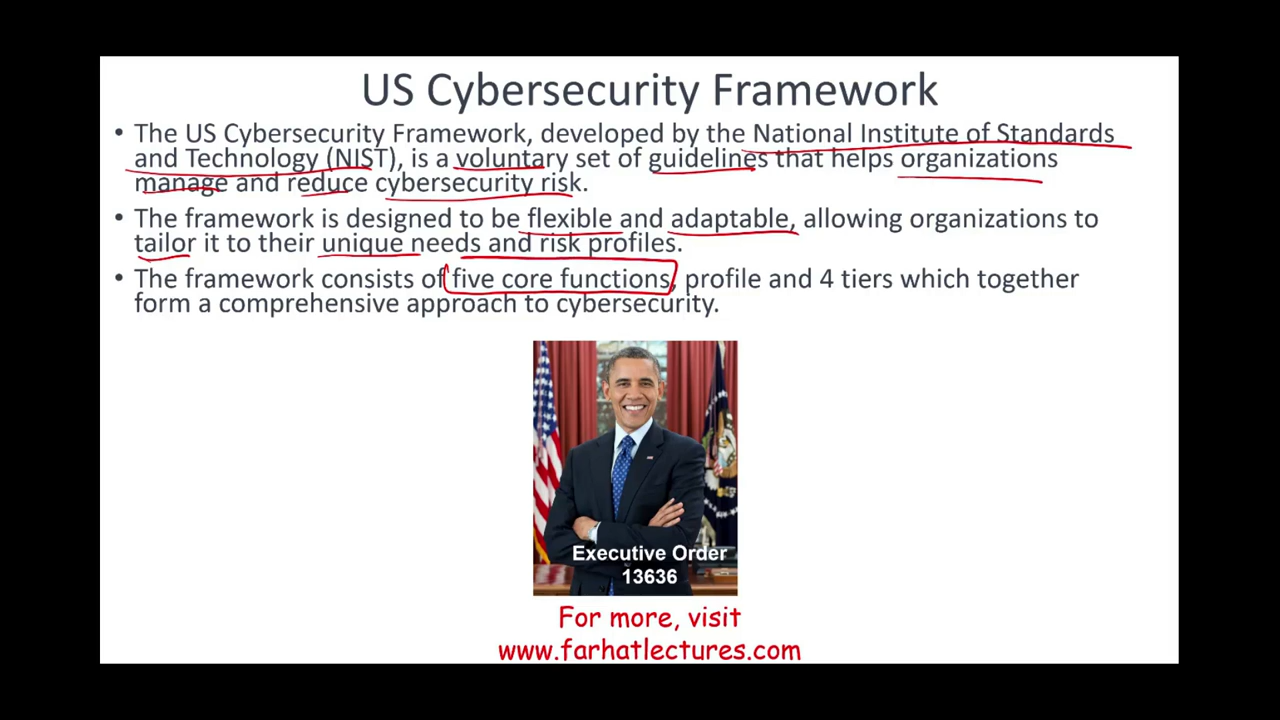 US Cybersecurity Framework
• The US Cybersecurity Framework, developed by the National Institute of Standards
and Technology (NIST), is a voluntary set of guidelines that helps organizations
manage and reduce cybersecurity risk.
• The framework is designed to be flexible and adaptable, allowing organizations to
tailor it to their unique needs and risk profiles.
• The framework consists of five core functions, profile and 4 tiers which together
form a comprehensive approach to cybersecurity.
Executive Order
13636
For more, visit
www.farhatlectures.com